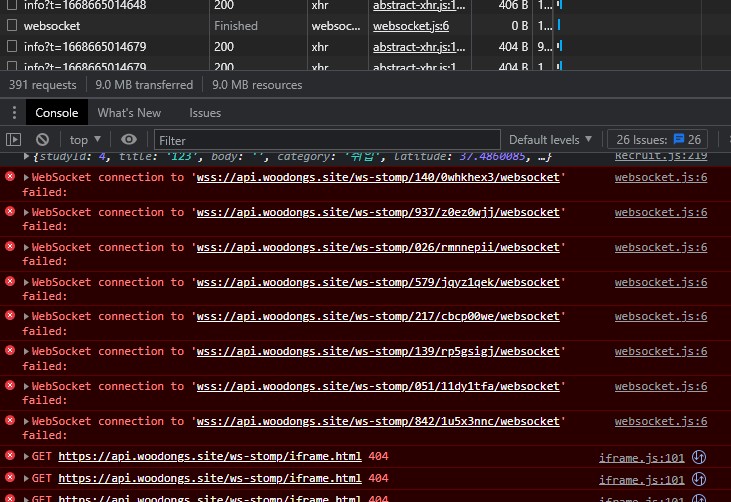 info?t=1668665014648 200 xhr abstract-xhr.js:1... 406 B 1...
websocket Finished websoc... websocket.js:6 0 B 1...
info?t=1668665014679 200 xhr abstract-xhr.js:1... 404 B 9...
info?t=1668665014679 200 xhr abstract-xhr.js:1... 404 B 1...
391 requests 9.0 MB transferred 9.0 MB resources
Console What's New Issues
top ▼ Filter Default levels ▼ 26 Issues: 26
▸ {studyId: 4, title: '123', body: '', category: '취업', latitude: 37.4860085, …} Recruit.js:219
▸ WebSocket connection to 'wss://api.woodongs.site/ws-stomp/140/0whkhex3/websocket' websocket.js:6
failed:
▸ WebSocket connection to 'wss://api.woodongs.site/ws-stomp/937/z0ez0wjj/websocket' websocket.js:6
failed:
▸ WebSocket connection to 'wss://api.woodongs.site/ws-stomp/026/rmnnepii/websocket' websocket.js:6
failed:
▸ WebSocket connection to 'wss://api.woodongs.site/ws-stomp/579/jqyz1qek/websocket' websocket.js:6
failed:
▸ WebSocket connection to 'wss://api.woodongs.site/ws-stomp/217/cbcp00we/websocket' websocket.js:6
failed:
▸ WebSocket connection to 'wss://api.woodongs.site/ws-stomp/139/rp5gsigj/websocket' websocket.js:6
failed:
▸ WebSocket connection to 'wss://api.woodongs.site/ws-stomp/051/11dy1tfa/websocket' websocket.js:6
failed:
▸ WebSocket connection to 'wss://api.woodongs.site/ws-stomp/842/1u5x3nnc/websocket' websocket.js:6
failed:
▸ GET https://api.woodongs.site/ws-stomp/iframe.html 404 iframe.js:101
▸ GET https://api.woodongs.site/ws-stomp/iframe.html 404 iframe.js:101
▸ GET https://api.woodongs.site/ws-stomp/iframe.html 404 iframe.js:101